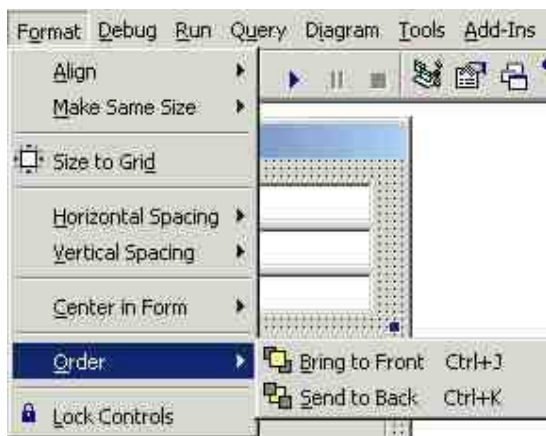 Format Debug Run Query Diagram Tools Add-Ins
Align
Make Same Size
Size to Grid
Horizontal Spacing
Vertical Spacing
Center in Form
Order
Bring to Front Ctrl+J
Send to Back Ctrl+K
Lock Controls